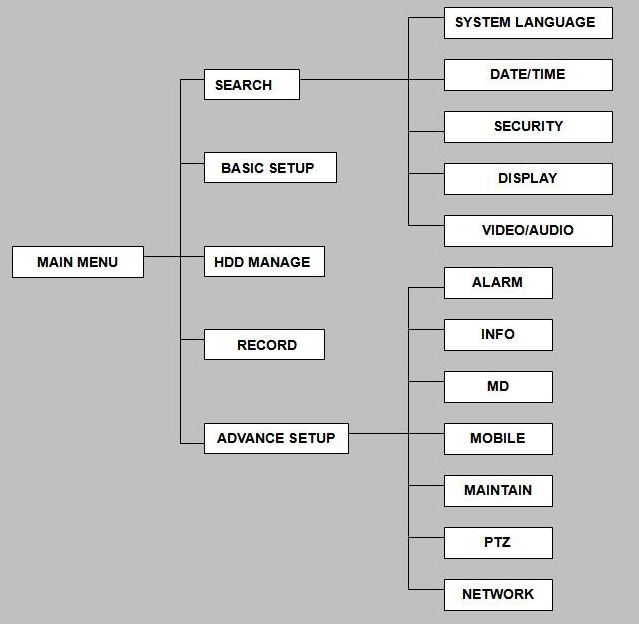 MAIN MENU
SEARCH
BASIC SETUP
HDD MANAGE
RECORD
ADVANCE SETUP
SYSTEM LANGUAGE
DATE/TIME
SECURITY
DISPLAY
VIDEO/AUDIO
ALARM
INFO
MD
MOBILE
MAINTAIN
PTZ
NETWORK